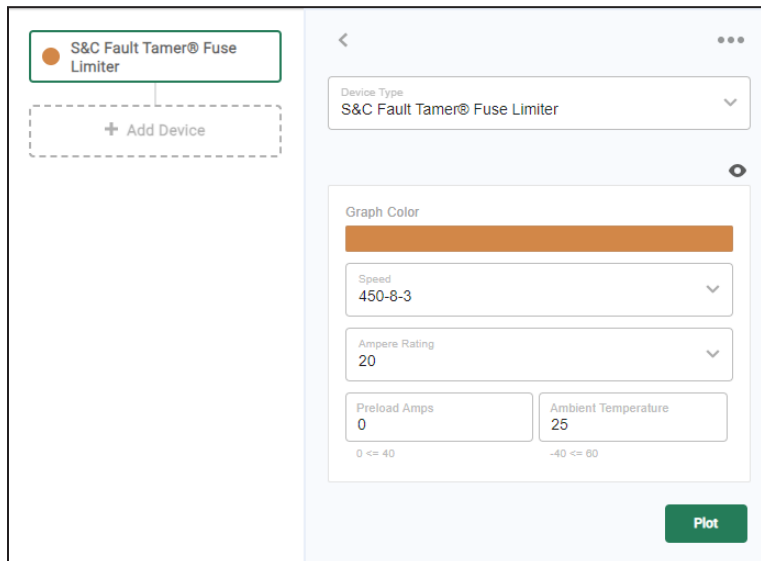 S&C Fault Tamer® Fuse
Limiter
+ Add Device
Device Type
S&C Fault Tamer® Fuse Limiter
Graph Color
Speed
450-8-3
Ampere Rating
20
Preload Amps
0
0 <= 40
Ambient Temperature
25
-40 <= 60
Plot